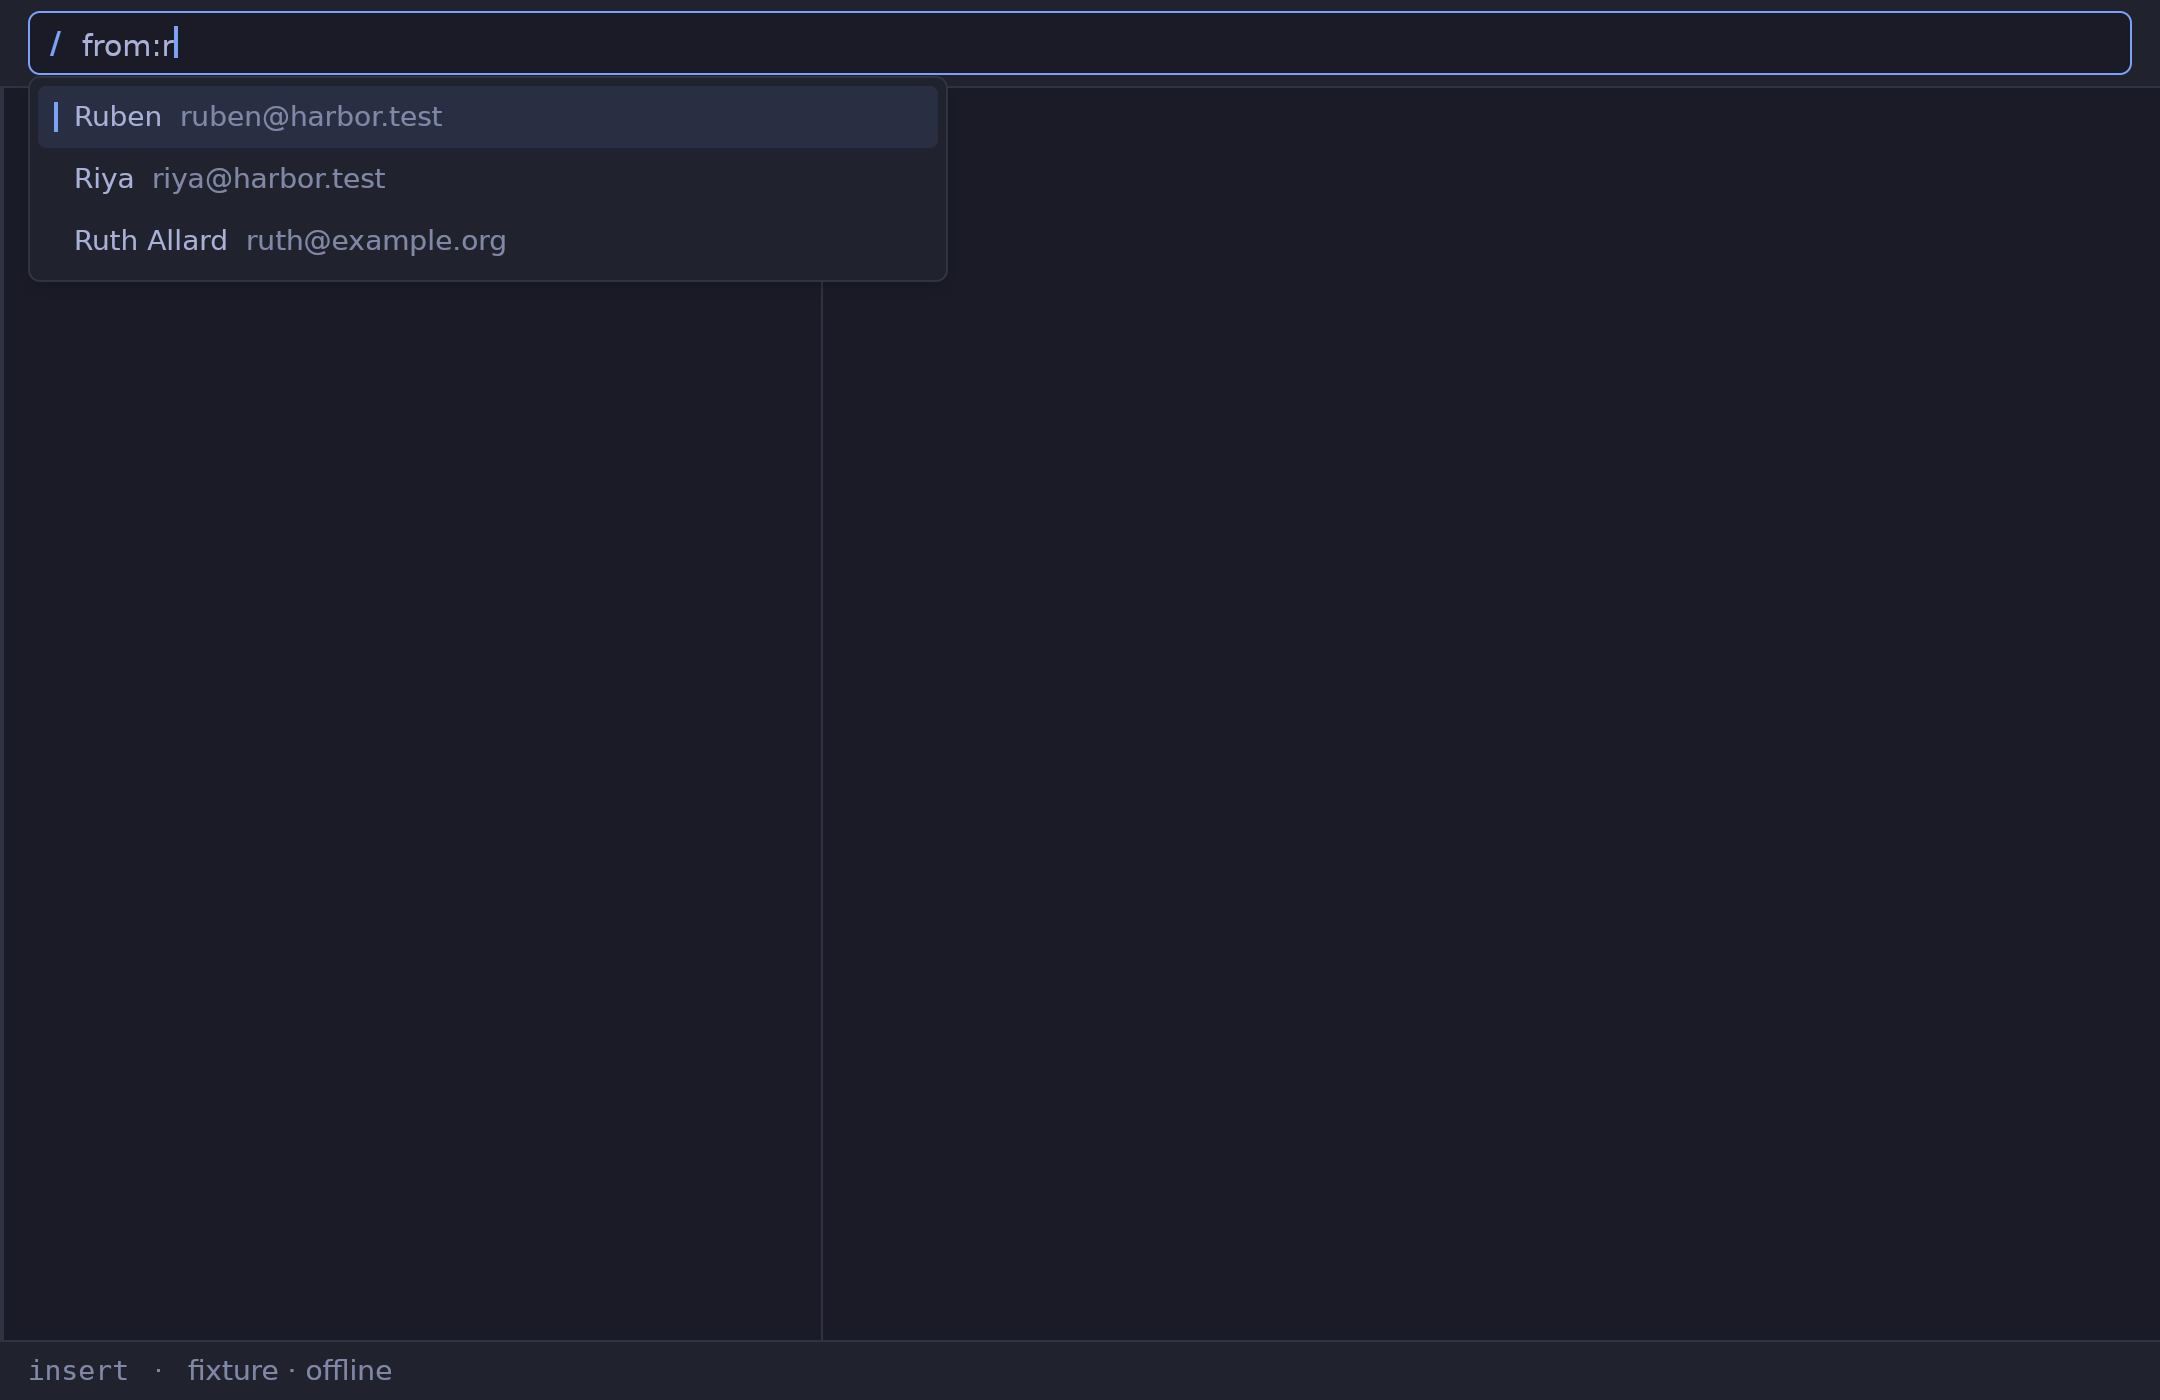 / from:r
Ruben ruben@harbor.test
Riya riya@harbor.test
Ruth Allard ruth@example.org
insert · fixture · offline